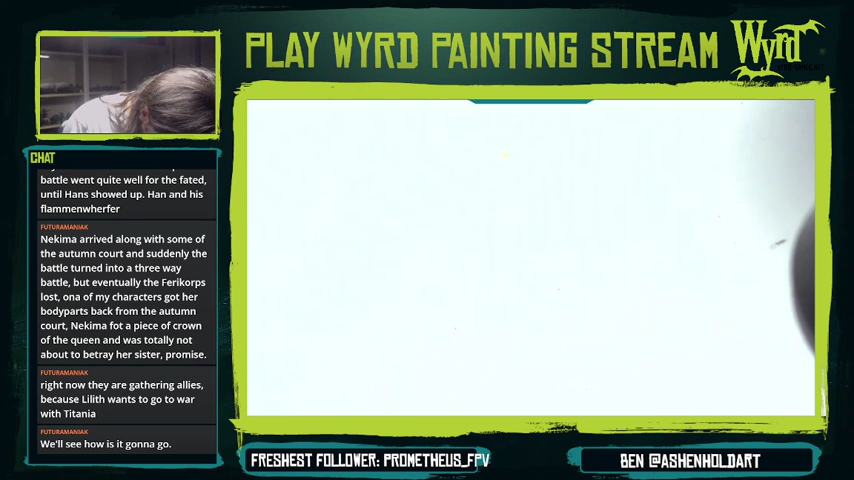 PLAY WYRD PAINTING STREAM
Wyrd
CHAT
battle went quite well for the fated,
until Hans showed up. Han and his
flammenwherfer
FUTURAMANIAK
Nekima arrived along with some of
the autumn court and suddenly the
battle turned into a three way
battle, but eventually the Ferikorps
lost, ona of my characters got her
bodyparts back from the autumn
court, Nekima fot a piece of crown
of the queen and was totally not
about to betray her sister, promise.
FUTURAMANIAK
right now they are gathering allies,
because Lilith wants to go to war
with Titania
FUTURAMANIAK
We'll see how is it gonna go.
FRESHEST FOLLOWER: PROMETHEUS_FPV
BEN @ASHENHOLDART